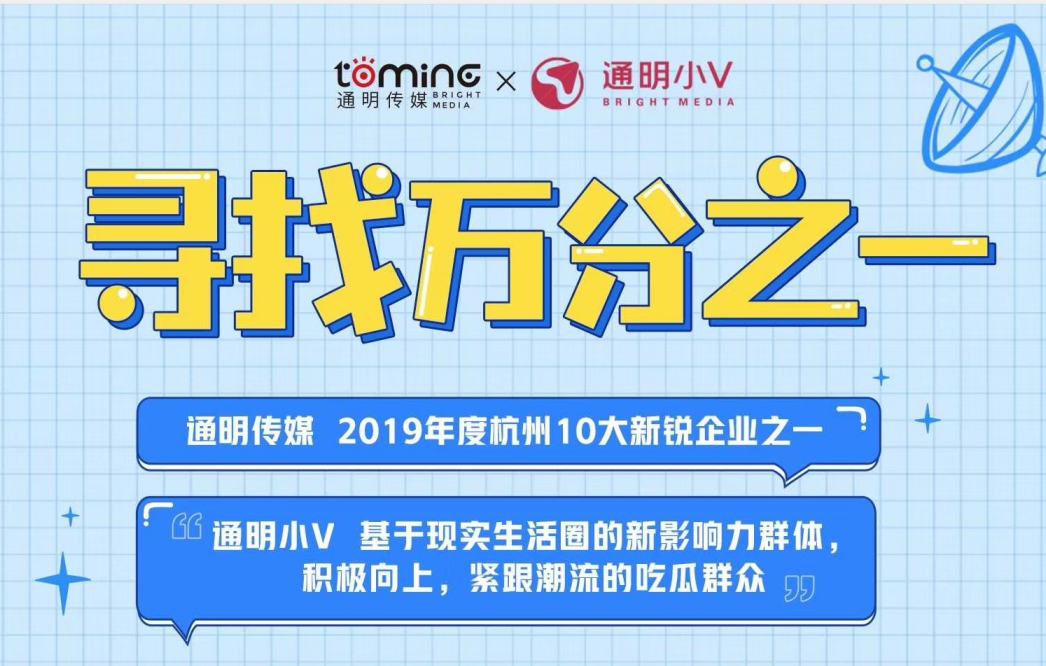 toming × 通明小V
通明传媒 BRIGHT MEDIA BRIGHT MEDIA
寻找万分之一
通明传媒 2019年度杭州10大新锐企业之一
“通明小V 基于现实生活圈的新影响力群体，
积极向上，紧跟潮流的吃瓜群众”